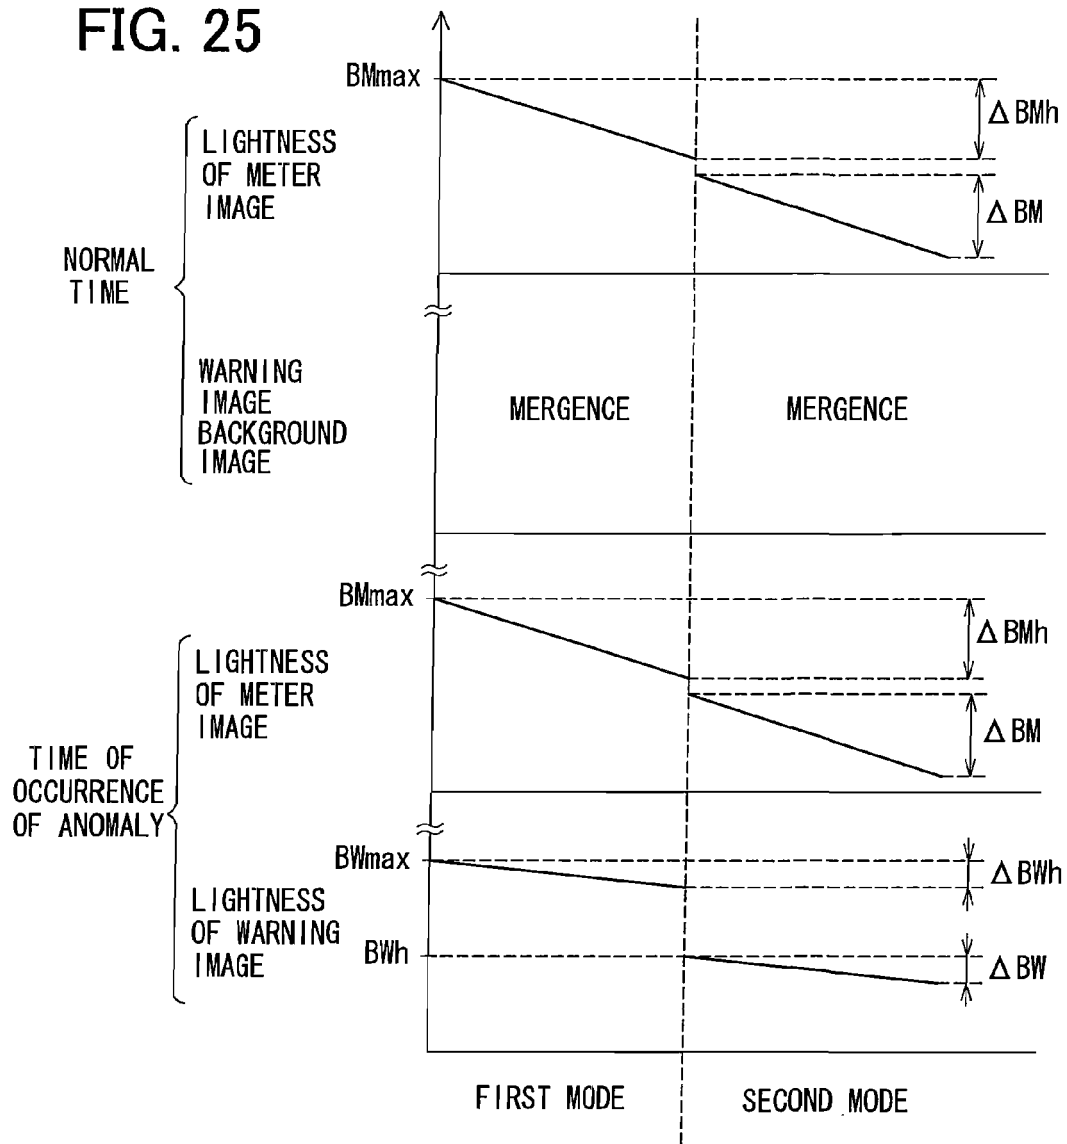 FIG. 25
BMmax
ΔBMh
LIGHTNESS
OF METER
IMAGE
ΔBM
NORMAL
TIME
WARNING
IMAGE
BACKGROUND
IMAGE
MERGENCE
MERGENCE
BMmax
ΔBMh
LIGHTNESS
OF METER
IMAGE
ΔBM
TIME OF
OCCURRENCE
OF ANOMALY
BWmax
ΔBWh
LIGHTNESS
OF WARNING
IMAGE
BWh
ΔBW
FIRST MODE
SECOND MODE